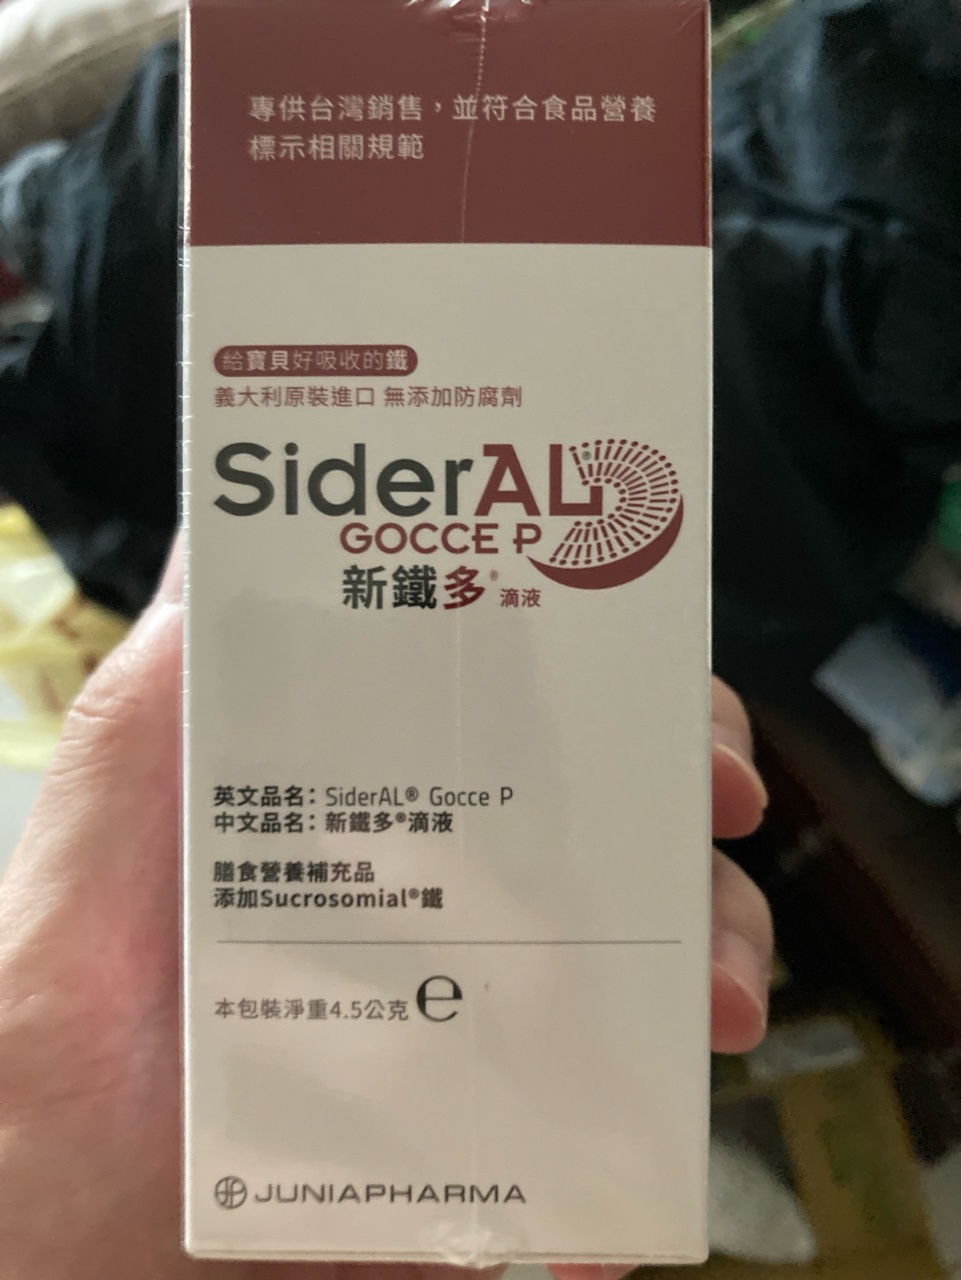 專供台灣銷售，並符合食品營養
標示相關規範
給寶貝好吸收的鐵
義大利原裝進口 無添加防腐劑
SiderAL®
GOCCE P
新鐵多® 滴液
英文品名：SiderAL® Gocce P
中文品名：新鐵多®滴液
膳食營養補充品
添加Sucrosomial®鐵
本包裝淨重4.5公克 e
JUNIAPHARMA